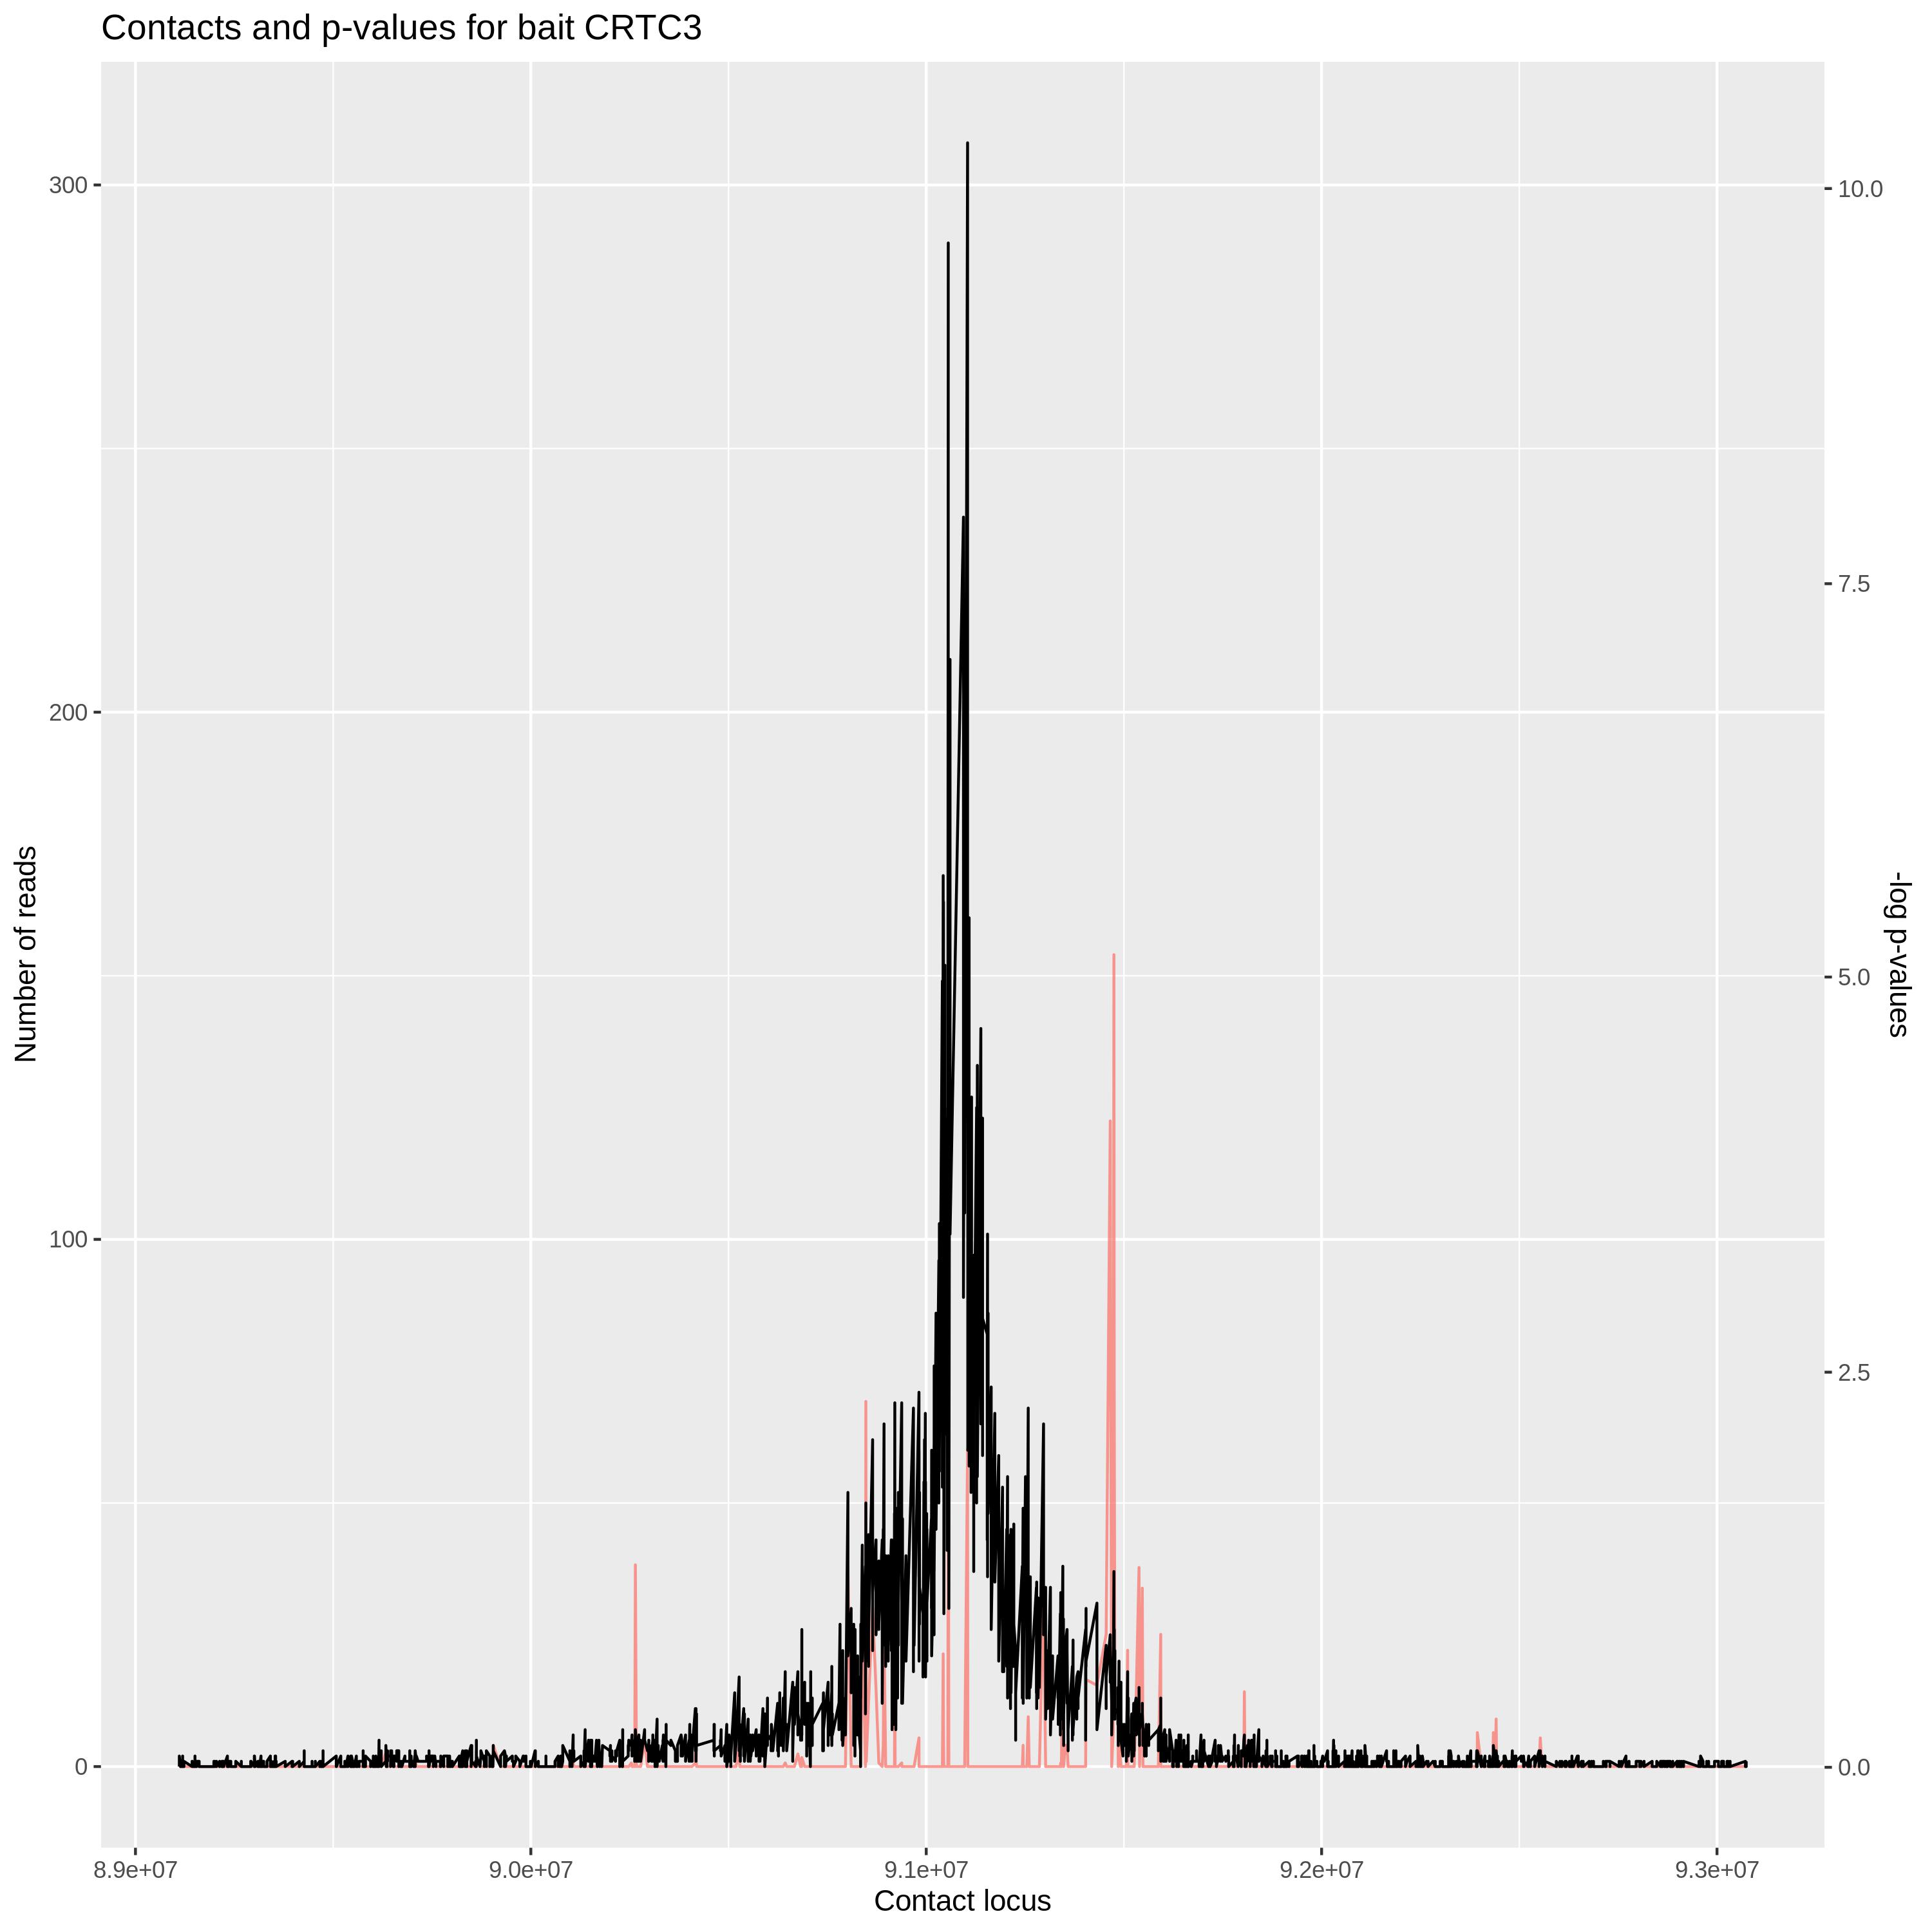 Contacts and p-values for bait CRTC3
300
200
100
0
Number of reads
10.0
7.5
5.0
2.5
0.0
-log p-values
8.9e+07 9.0e+07 9.1e+07 9.2e+07 9.3e+07
Contact locus